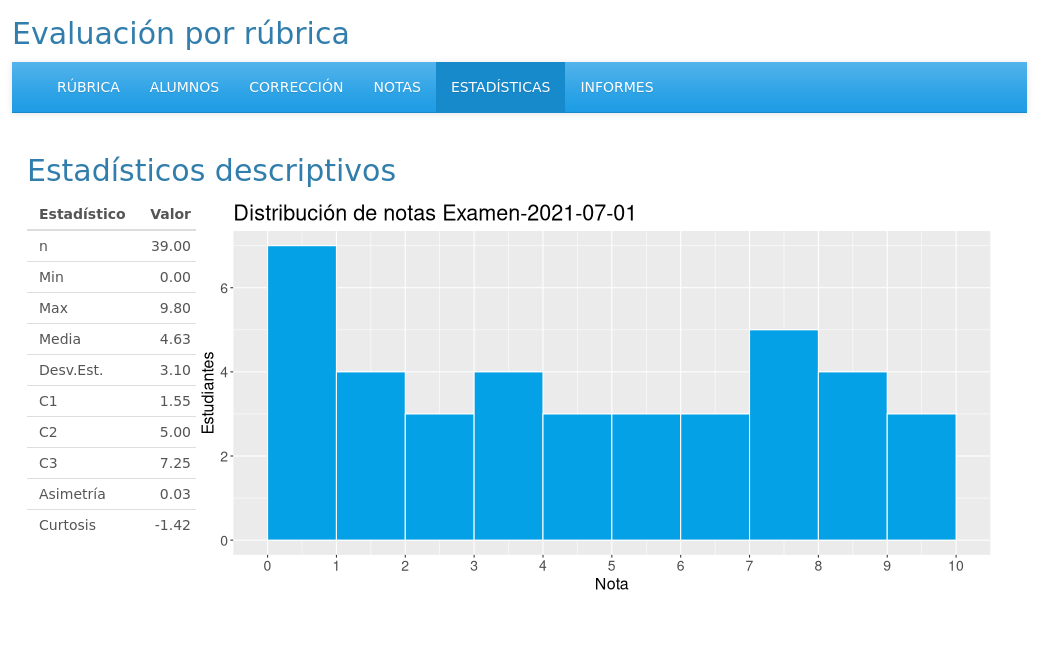 Evaluación por rúbrica
RÚBRICA ALUMNOS CORRECCIÓN NOTAS ESTADÍSTICAS INFORMES
Estadísticos descriptivos
Estadístico Valor
n 39.00
Min 0.00
Max 9.80
Media 4.63
Desv.Est. 3.10
C1 1.55
C2 5.00
C3 7.25
Asimetría 0.03
Curtosis -1.42
Distribución de notas Examen-2021-07-01
Estudiantes
6
4
2
0
0 1 2 3 4 5 6 7 8 9 10
Nota